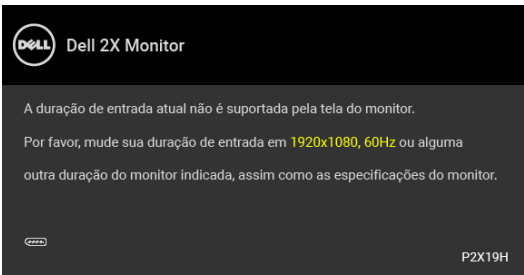 DELL
Dell 2X Monitor
A duração de entrada atual não é suportada pela tela do monitor.
Por favor, mude sua duração de entrada em 1920x1080, 60Hz ou alguma
outra duração do monitor indicada, assim como as especificações do monitor.
P2X19H